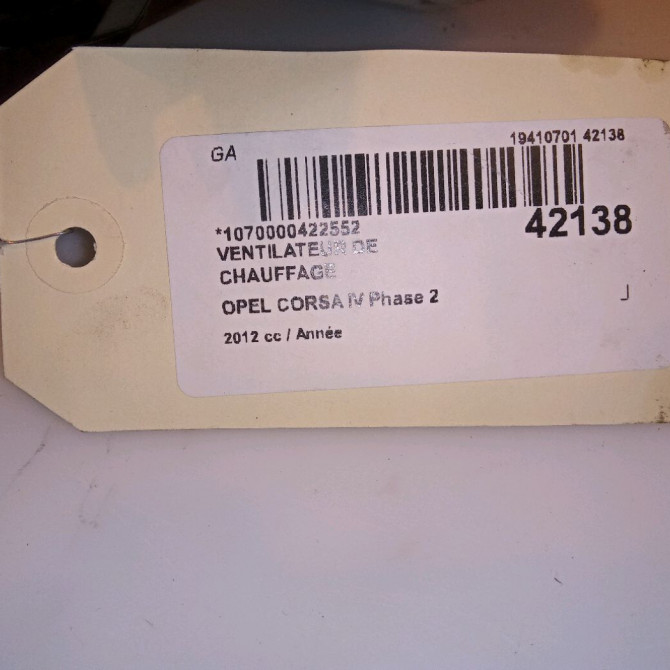 GA
19410701 42138
*1070000422552
42138
VENTILATEUR DE
CHAUFFAGE
OPEL CORSA IV Phase 2
J
2012 cc / Année